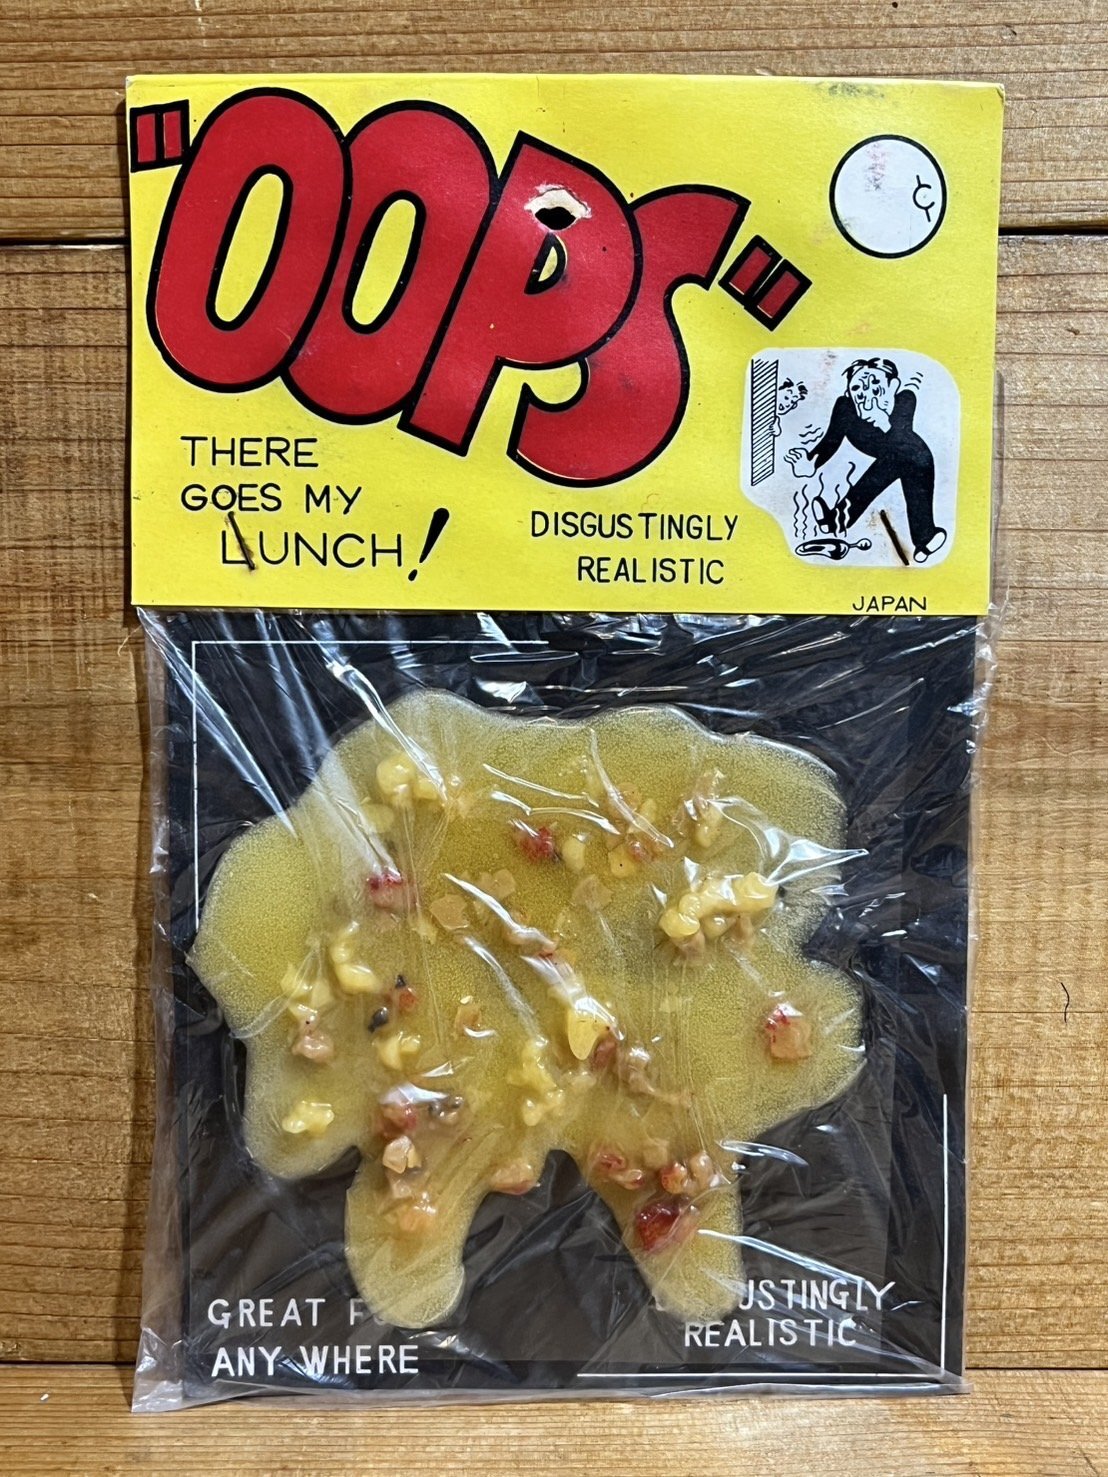 "OOPS"
¢
THERE
GOES MY
LUNCH!
DISGUSTINGLY
REALISTIC
JAPAN
GREAT
ANY WHERE
REALISTIC